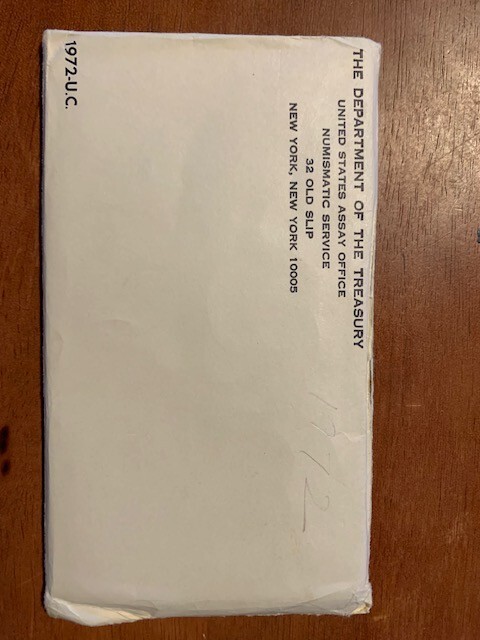 THE DEPARTMENT OF THE TREASURY
UNITED STATES ASSAY OFFICE
NUMISMATIC SERVICE
32 OLD SLIP
NEW YORK, NEW YORK 10005
1972
1972-U.C.